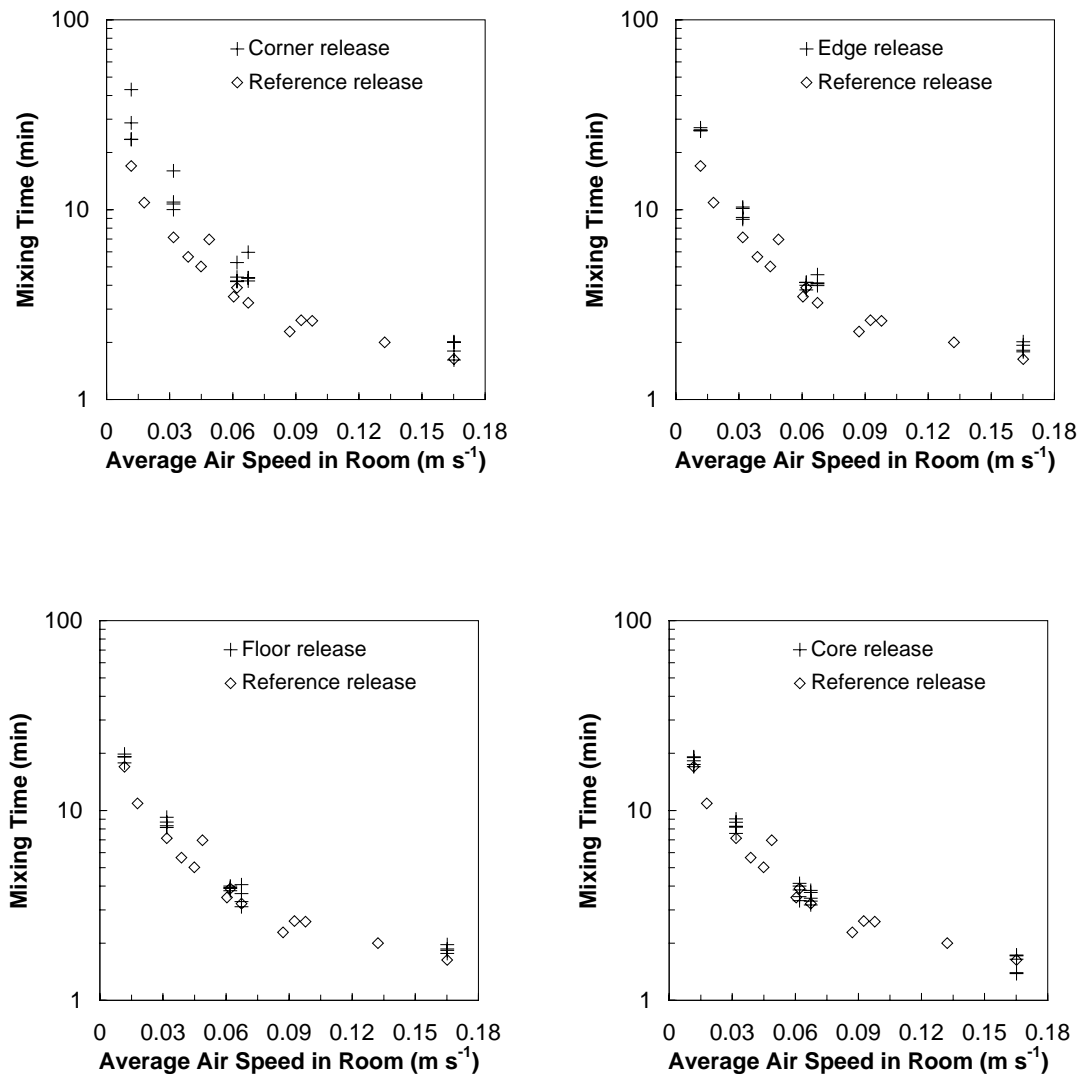 100
10
1
Mixing Time (min)
+ Corner release
◇ Reference release
0 0.03 0.06 0.09 0.12 0.15 0.18
Average Air Speed in Room (m s-1)
100
10
1
Mixing Time (min)
+ Edge release
◇ Reference release
0 0.03 0.06 0.09 0.12 0.15 0.18
Average Air Speed in Room (m s-1)
100
10
1
Mixing Time (min)
+ Floor release
◇ Reference release
0 0.03 0.06 0.09 0.12 0.15 0.18
Average Air Speed in Room (m s-1)
100
10
1
Mixing Time (min)
+ Core release
◇ Reference release
0 0.03 0.06 0.09 0.12 0.15 0.18
Average Air Speed in Room (m s-1)